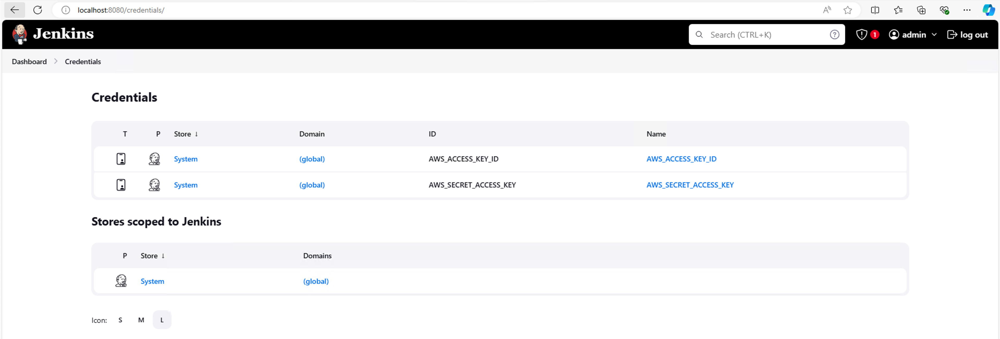 localhost:8080/credentials/
Jenkins
Search (CTRL+K)
1
admin
log out
Dashboard
Credentials
Credentials
T P Store ↓ Domain ID Name
System (global) AWS_ACCESS_KEY_ID AWS_ACCESS_KEY_ID
System (global) AWS_SECRET_ACCESS_KEY AWS_SECRET_ACCESS_KEY
Stores scoped to Jenkins
P Store ↓ Domains
System (global)
Icon: S M L